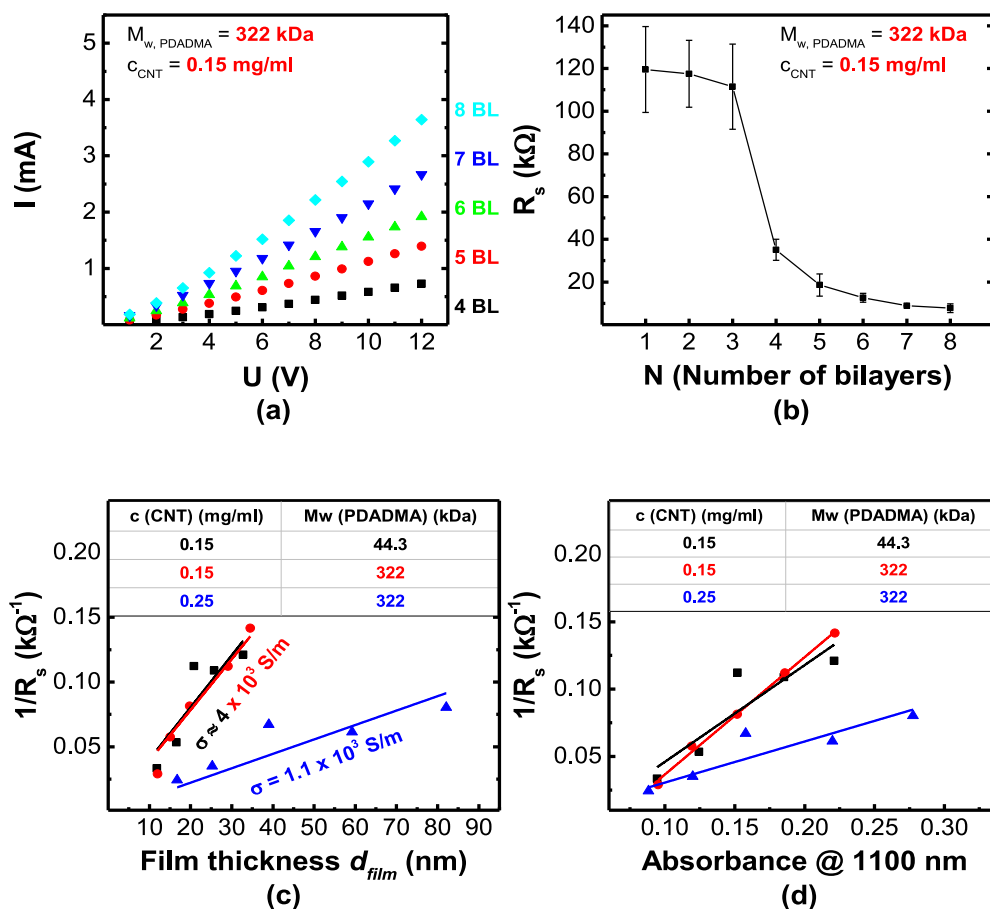 M_w, PDADMA = 322 kDa
c_CNT = 0.15 mg/ml
5
4
3
2
1
I (mA)
8 BL
7 BL
6 BL
5 BL
4 BL
2 4 6 8 10 12
U (V)
(a)
M_w, PDADMA = 322 kDa
c_CNT = 0.15 mg/ml
140
120
100
80
60
40
20
R_s (kΩ)
1 2 3 4 5 6 7 8
N (Number of bilayers)
(b)
c (CNT) (mg/ml) Mw (PDADMA) (kDa)
0.15 44.3
0.15 322
0.25 322
0.20
0.15
0.10
0.05
1/R_s (kΩ⁻¹)
σ ≈ 4 x 10³ S/m
σ = 1.1 x 10³ S/m
10 20 30 40 50 60 70 80 90
Film thickness d_film (nm)
(c)
c (CNT) (mg/ml) Mw (PDADMA) (kDa)
0.15 44.3
0.15 322
0.25 322
0.20
0.15
0.10
0.05
1/R_s (kΩ⁻¹)
0.10 0.15 0.20 0.25 0.30
Absorbance @ 1100 nm
(d)